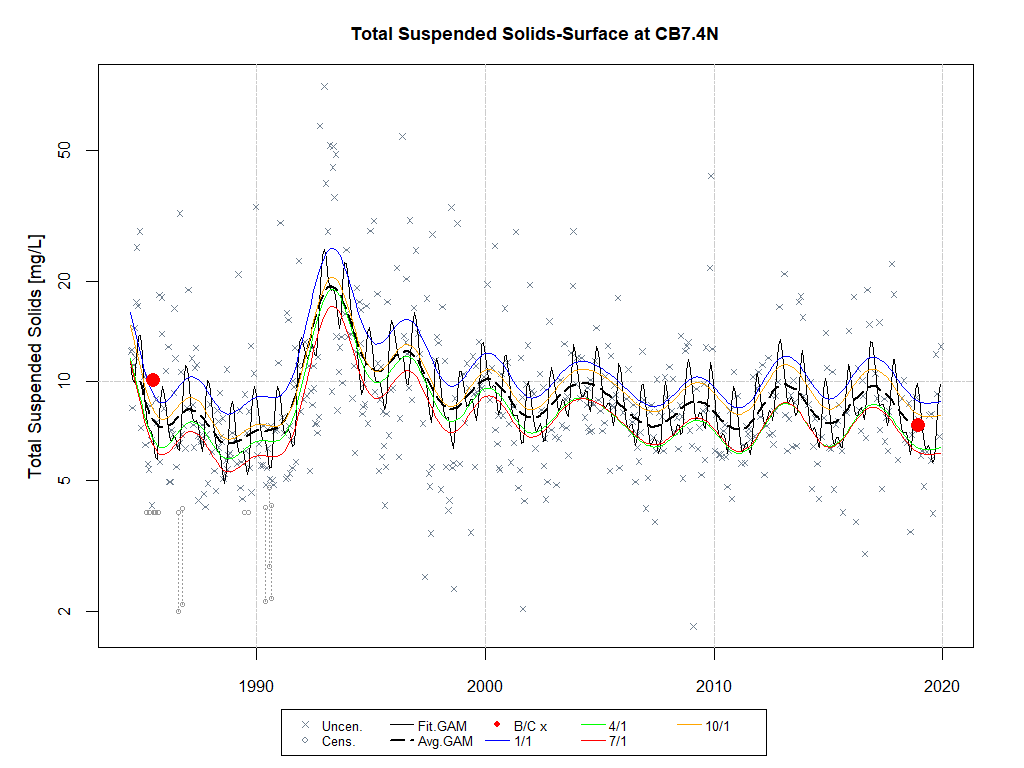 Total Suspended Solids-Surface at CB7.4N
Total Suspended Solids [mg/L]
50
20
10
5
2
1990 2000 2010 2020
Uncen. Fit.GAM B/C x 4/1 10/1
Cens. Avg.GAM 1/1 7/1